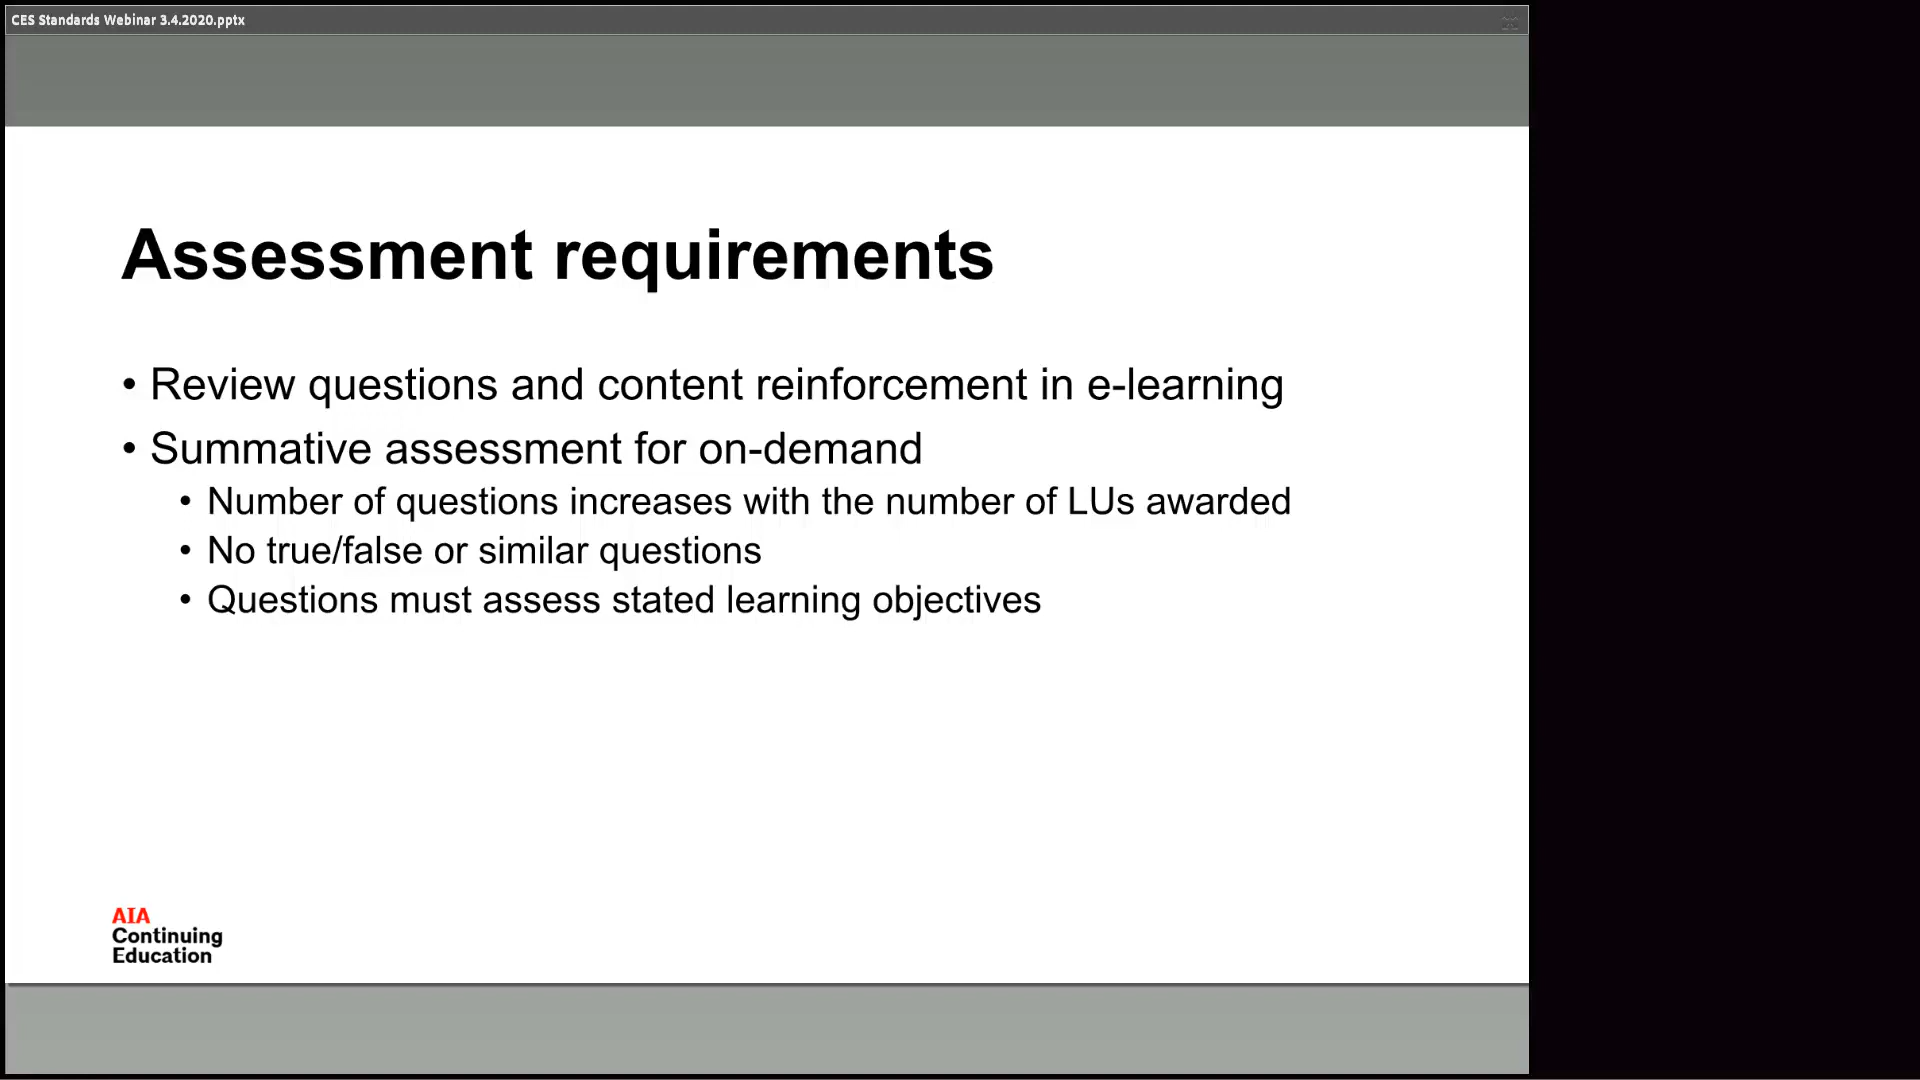 CES Standards Webinar 3.4.2020.pptx
Assessment requirements
• Review questions and content reinforcement in e-learning
• Summative assessment for on-demand
• Number of questions increases with the number of LUs awarded
• No true/false or similar questions
• Questions must assess stated learning objectives
AIA
Continuing
Education